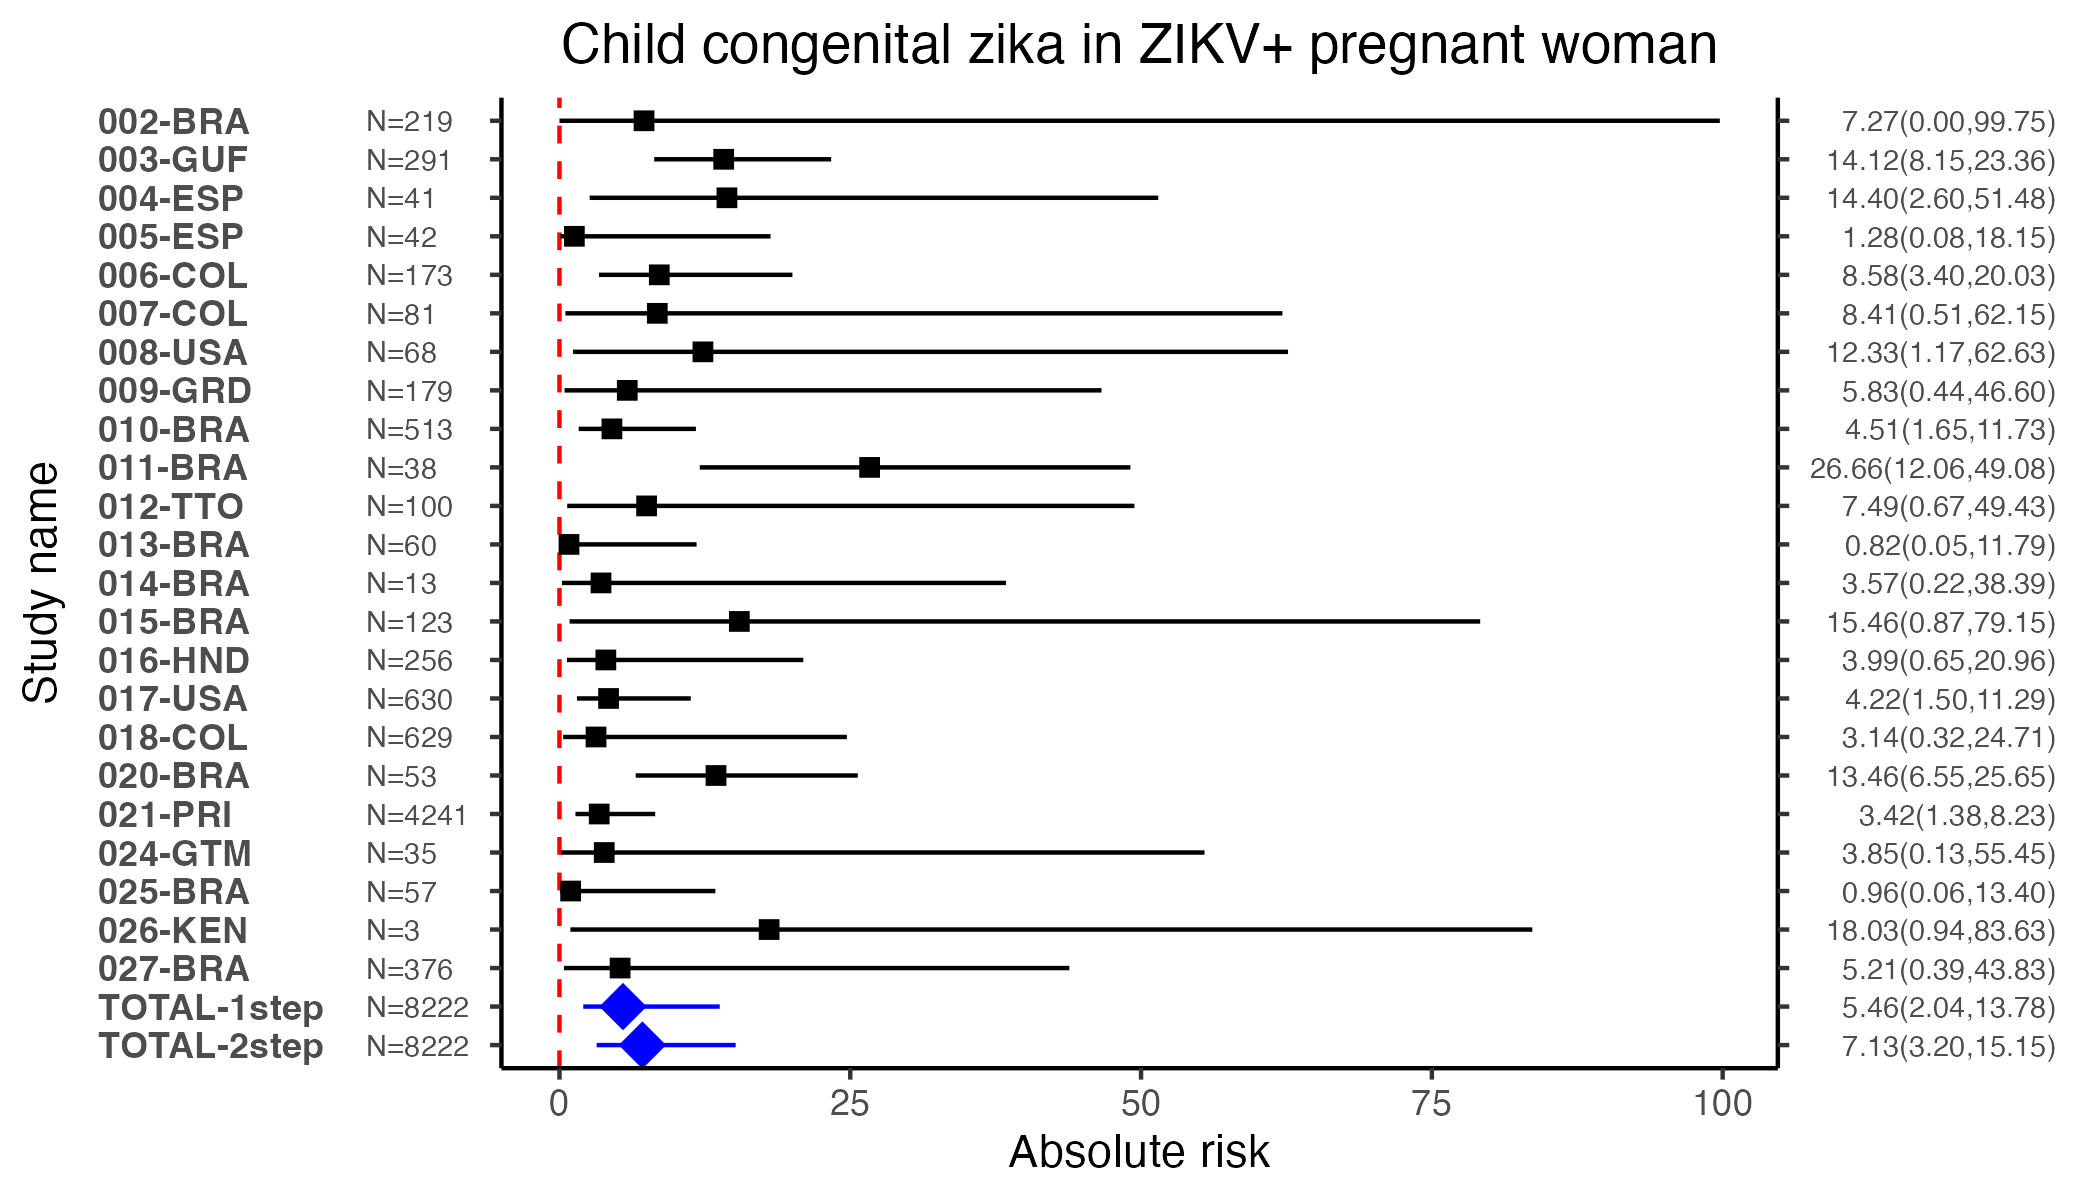 Child congenital zika in ZIKV+ pregnant woman
Study name
002-BRA N=219 7.27(0.00,99.75)
003-GUF N=291 14.12(8.15,23.36)
004-ESP N=41 14.40(2.60,51.48)
005-ESP N=42 1.28(0.08,18.15)
006-COL N=173 8.58(3.40,20.03)
007-COL N=81 8.41(0.51,62.15)
008-USA N=68 12.33(1.17,62.63)
009-GRD N=179 5.83(0.44,46.60)
010-BRA N=513 4.51(1.65,11.73)
011-BRA N=38 26.66(12.06,49.08)
012-TTO N=100 7.49(0.67,49.43)
013-BRA N=60 0.82(0.05,11.79)
014-BRA N=13 3.57(0.22,38.39)
015-BRA N=123 15.46(0.87,79.15)
016-HND N=256 3.99(0.65,20.96)
017-USA N=630 4.22(1.50,11.29)
018-COL N=629 3.14(0.32,24.71)
020-BRA N=53 13.46(6.55,25.65)
021-PRI N=4241 3.42(1.38,8.23)
024-GTM N=35 3.85(0.13,55.45)
025-BRA N=57 0.96(0.06,13.40)
026-KEN N=3 18.03(0.94,83.63)
027-BRA N=376 5.21(0.39,43.83)
TOTAL-1step N=8222 5.46(2.04,13.78)
TOTAL-2step N=8222 7.13(3.20,15.15)
0 25 50 75 100
Absolute risk